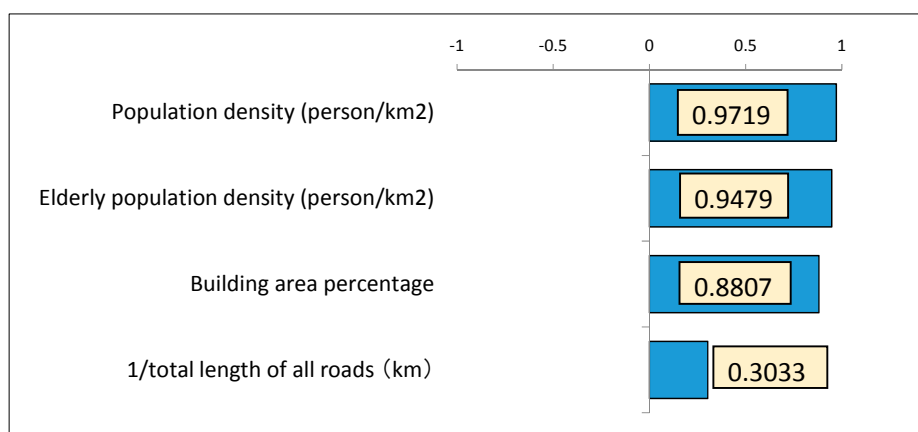 -1 -0.5 0 0.5 1
Population density (person/km2) 0.9719
Elderly population density (person/km2) 0.9479
Building area percentage 0.8807
1/total length of all roads（km） 0.3033